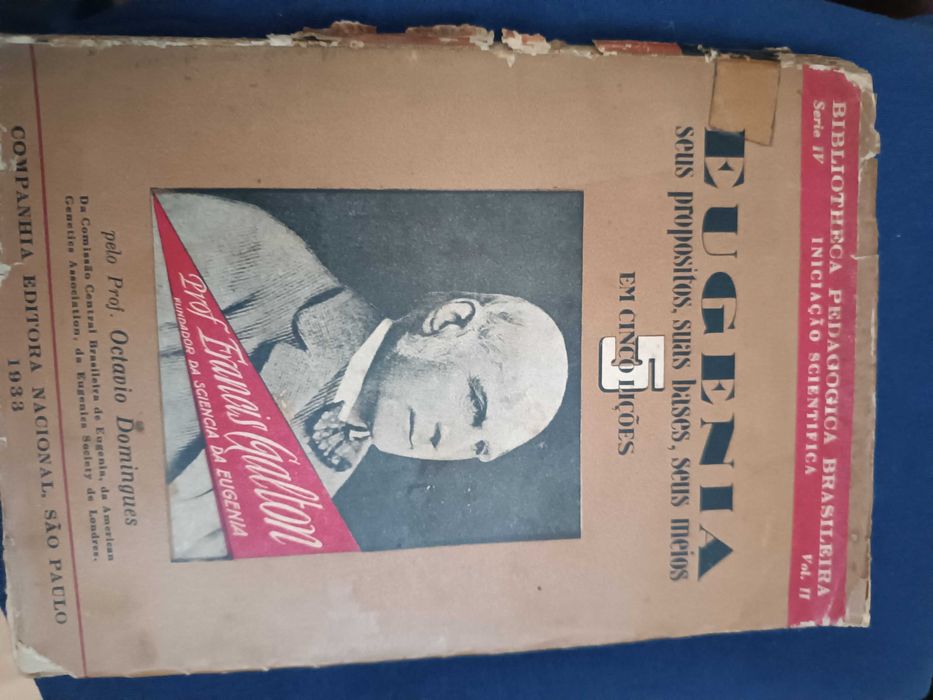 BIBLIOTHECA PEDAGOGICA BRASILEIRA
Serie IV INICIAÇÃO SCIENTIFICA Vol. II
EUGENIA
seus propositos, suas bases, seus meios
5
EM CINCO LIÇÕES
Prof. Francis Galton
FUNDADOR DA SCIENCIA DA EUGENIA
pelo Prof. Octavio Domingues
Da Comissão Central Brasileira de Eugenia, da American
Genetics Association, da Eugenics Society de Londres.
COMPANHIA EDITORA NACIONAL, SÃO PAULO
1933